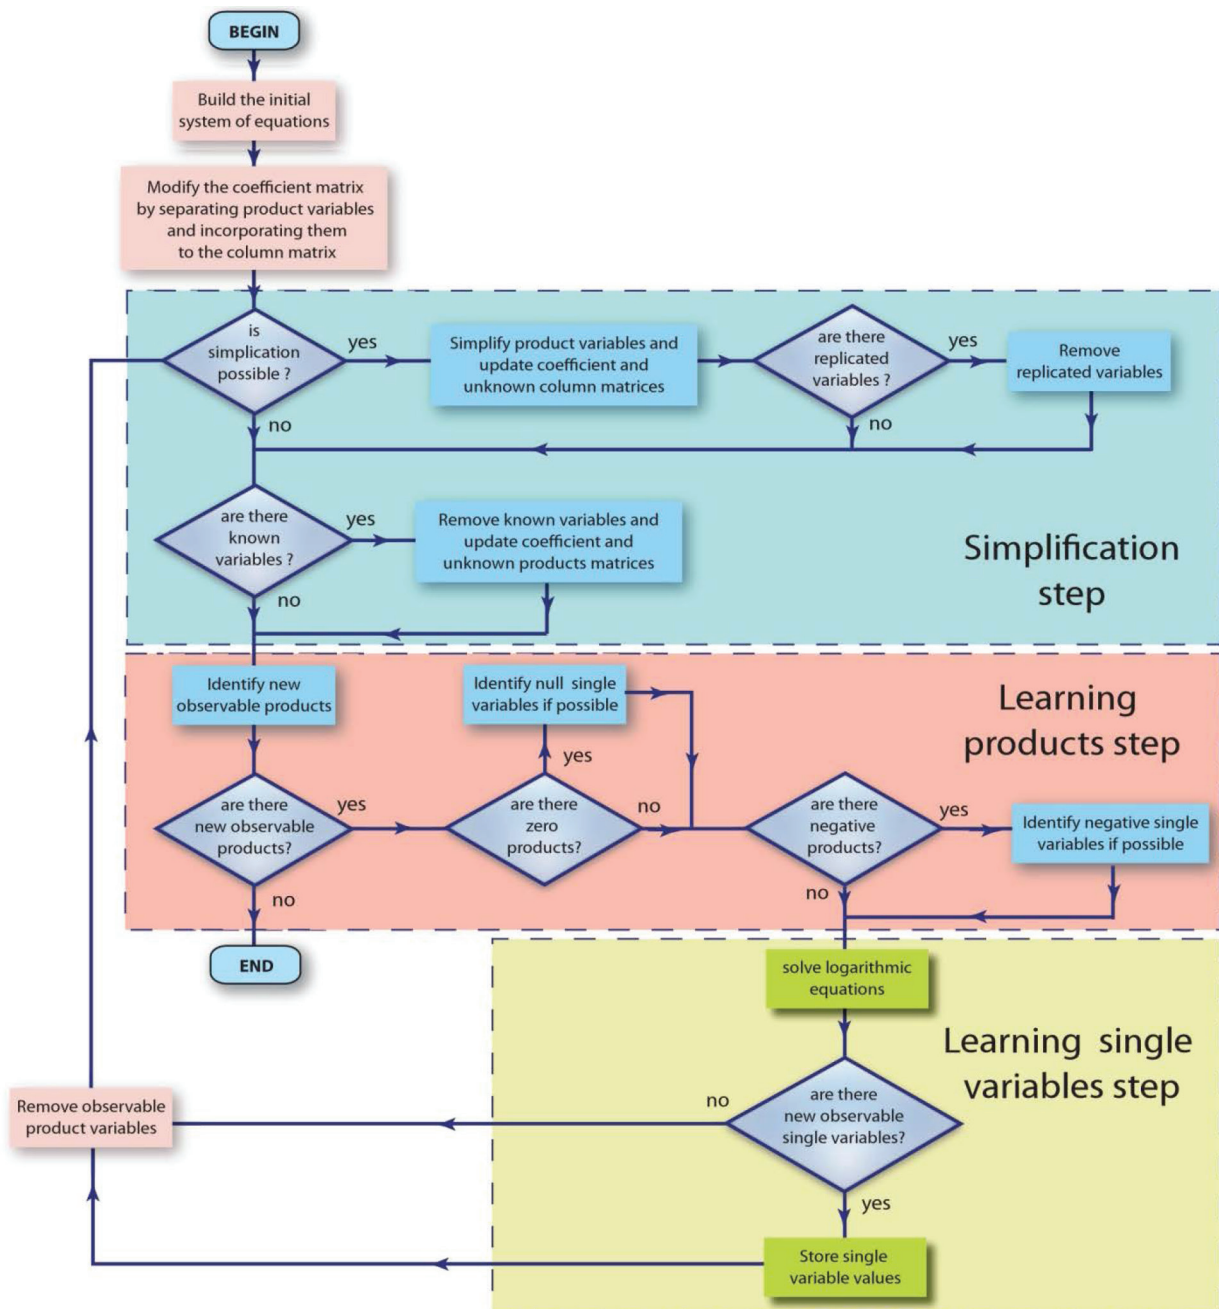 BEGIN
Build the initial
system of equations
Modify the coefficient matrix
by separating product variables
and incorporating them
to the column matrix
is
simplication
possible ?
yes
Simplify product variables and
update coefficient and
unknown column matrices
are there
replicated
variables ?
yes
Remove
replicated variables
no
no
are there
known
variables ?
yes
Remove known variables and
update coefficient and
unknown products matrices
no
Simplification
step
Identify new
observable products
Identify null single
variables if possible
Learning
products step
yes
are there
new observable
products?
yes
are there
zero
products?
no
are there
negative
products?
yes
Identify negative single
variables if possible
no
no
END
solve logarithmic
equations
Learning single
variables step
are there
new observable
single variables?
no
Remove observable
product variables
yes
Store single
variable values